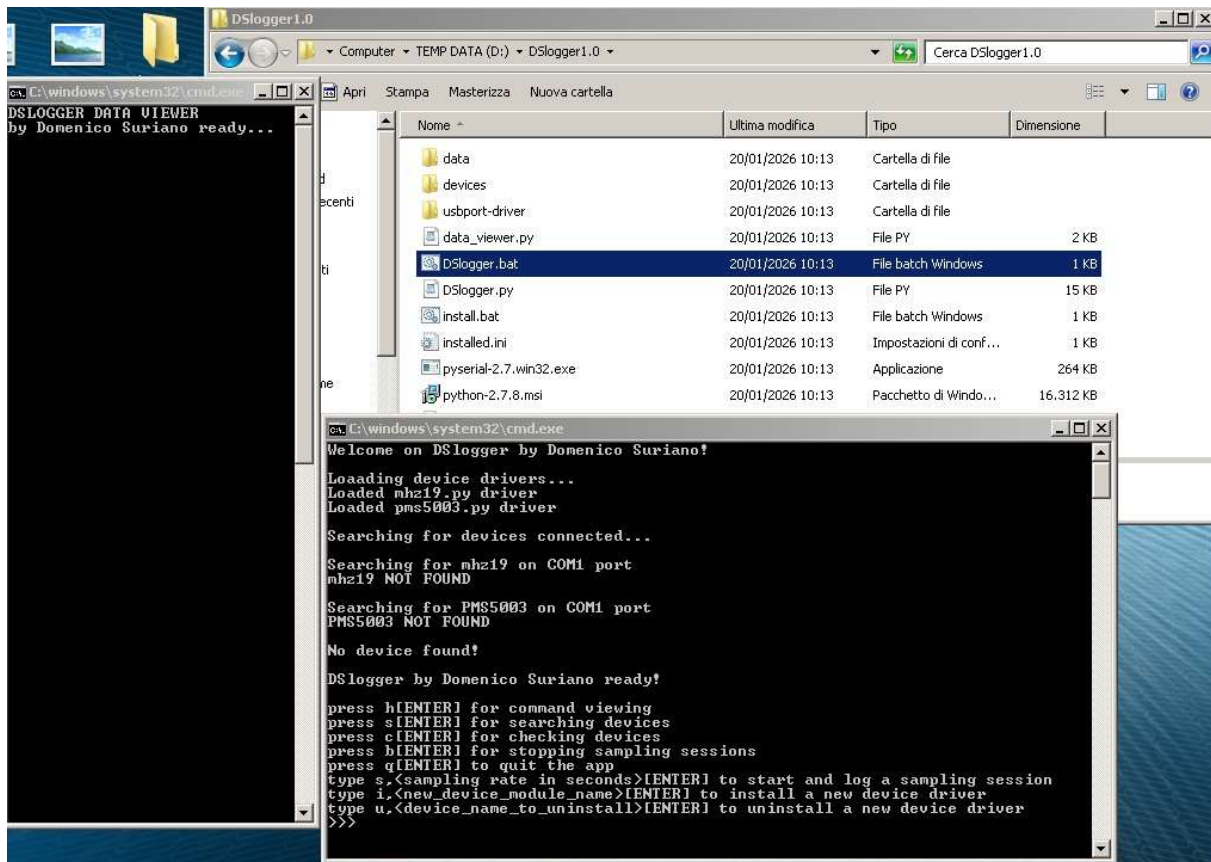 DSlogger1.0
Computer TEMP DATA (D:) DSlogger1.0
Cerca DSlogger1.0
C:\windows\system32\cmd.exe
DSLOGGER DATA VIEWER
by Domenico Suriano ready...
Apri Stampa Masterizza Nuova cartella
Nome Ultima modifica Tipo Dimensione
data 20/01/2026 10:13 Cartella di file
devices 20/01/2026 10:13 Cartella di file
usbport-driver 20/01/2026 10:13 Cartella di file
data_viewer.py 20/01/2026 10:13 File PY 2 KB
DSlogger.bat 20/01/2026 10:13 File batch Windows 1 KB
DSlogger.py 20/01/2026 10:13 File PY 15 KB
install.bat 20/01/2026 10:13 File batch Windows 1 KB
installed.ini 20/01/2026 10:13 Impostazioni di conf... 1 KB
pyserial-2.7.win32.exe 20/01/2026 10:13 Applicazione 264 KB
python-2.7.8.msi 20/01/2026 10:13 Pacchetto di Windo... 16.312 KB
ecenti
ti
C:\windows\system32\cmd.exe
Welcome on DSlogger by Domenico Suriano!
Loaading device drivers...
Loaded mhz19.py driver
Loaded pms5003.py driver
Searching for devices connected...
Searching for mhz19 on COM1 port
mhz19 NOT FOUND
Searching for PMS5003 on COM1 port
PMS5003 NOT FOUND
No device found!
DSlogger by Domenico Suriano ready!
press h[ENTER] for command viewing
press s[ENTER] for searching devices
press c[ENTER] for checking devices
press b[ENTER] for stopping sampling sessions
press q[ENTER] to quit the app
type s,<sampling rate in seconds>[ENTER] to start and log a sampling session
type i,<new_device_module_name>[ENTER] to install a new device driver
type u,<device_name_to_uninstall>[ENTER] to uninstall a new device driver
>>>